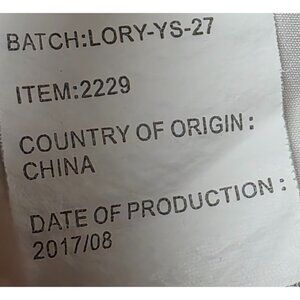 BATCH:LORY-YS-27
ITEM:2229
COUNTRY OF ORIGIN:
CHINA
DATE OF PRODUCTION:
2017/08